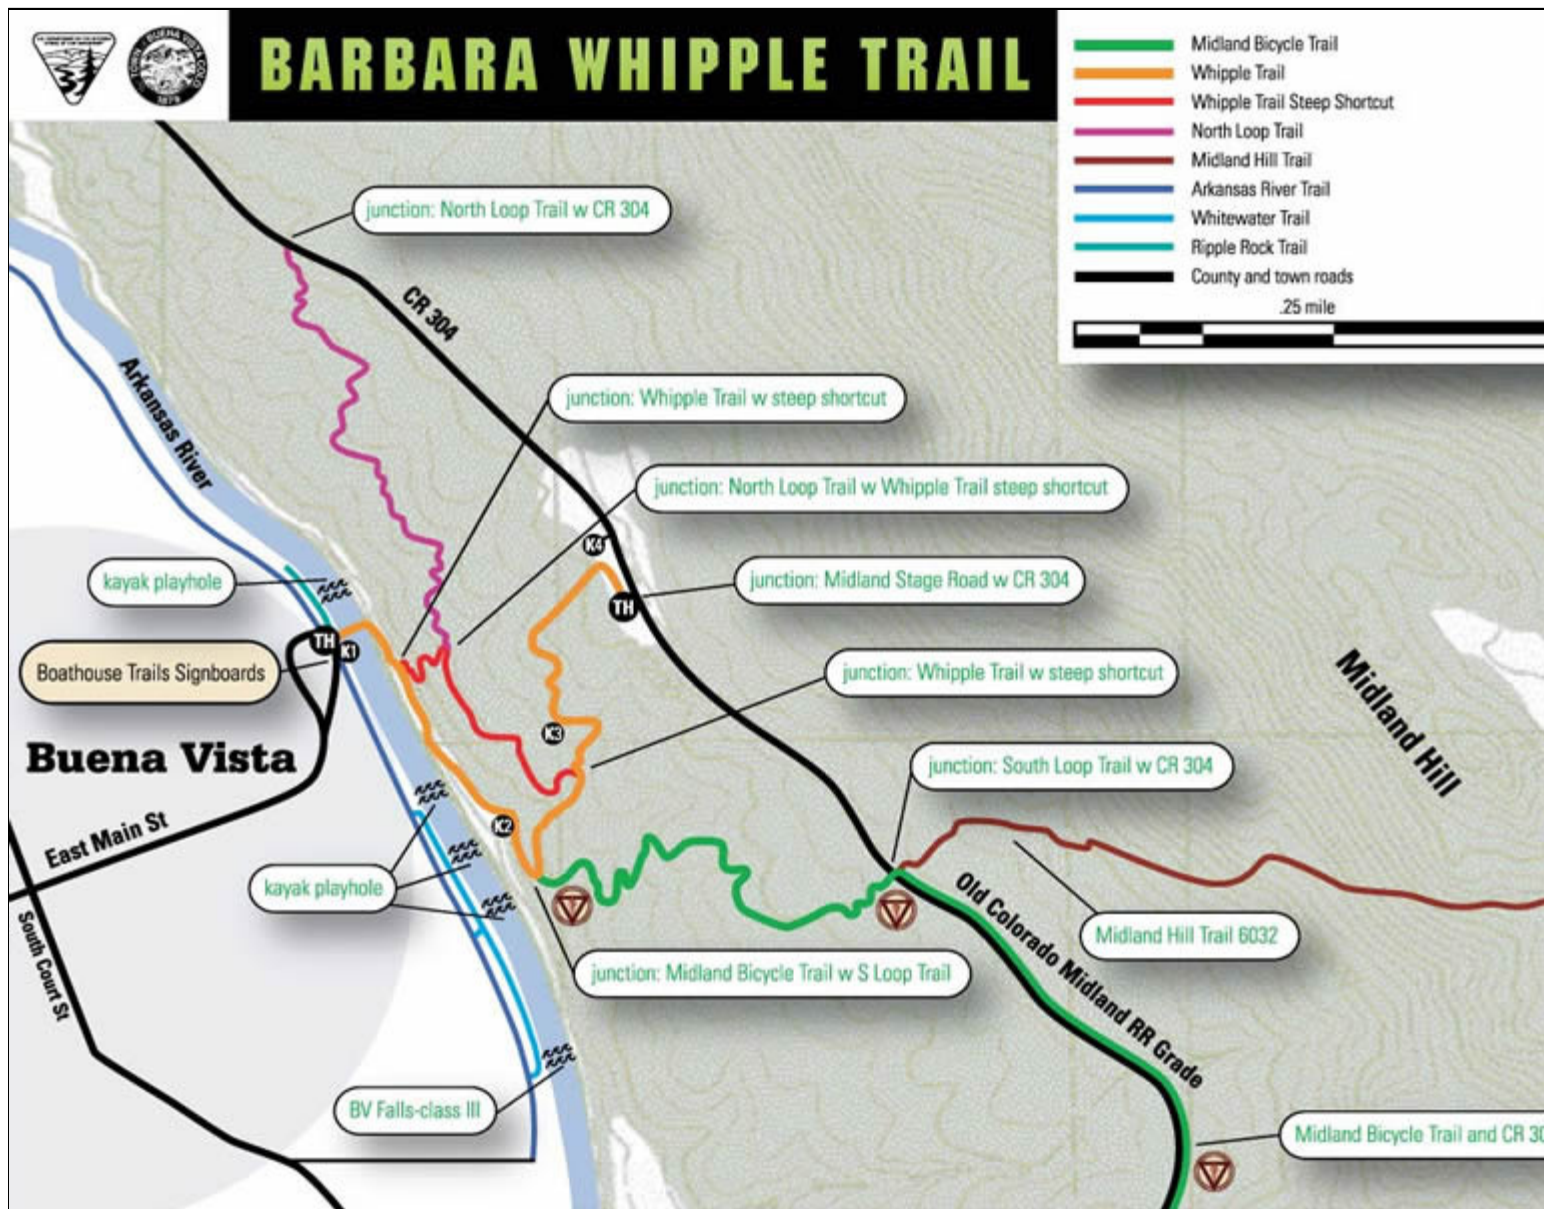 BARBARA WHIPPLE TRAIL
Midland Bicycle Trail
Whipple Trail
Whipple Trail Steep Shortcut
North Loop Trail
Midland Hill Trail
Arkansas River Trail
Whitewater Trail
Ripple Rock Trail
County and town roads
.25 mile
junction: North Loop Trail w CR 304
CR 304
Arkansas River
junction: Whipple Trail w steep shortcut
junction: North Loop Trail w Whipple Trail steep shortcut
K4
kayak playhole
junction: Midland Stage Road w CR 304
TH
TH
K1
Boathouse Trails Signboards
junction: Whipple Trail w steep shortcut
Midland Hill
Buena Vista
K3
junction: South Loop Trail w CR 304
East Main St
K2
kayak playhole
Old Colorado Midland RR Grade
Midland Hill Trail 6032
South Court St
junction: Midland Bicycle Trail w S Loop Trail
BV Falls-class III
Midland Bicycle Trail and CR 30